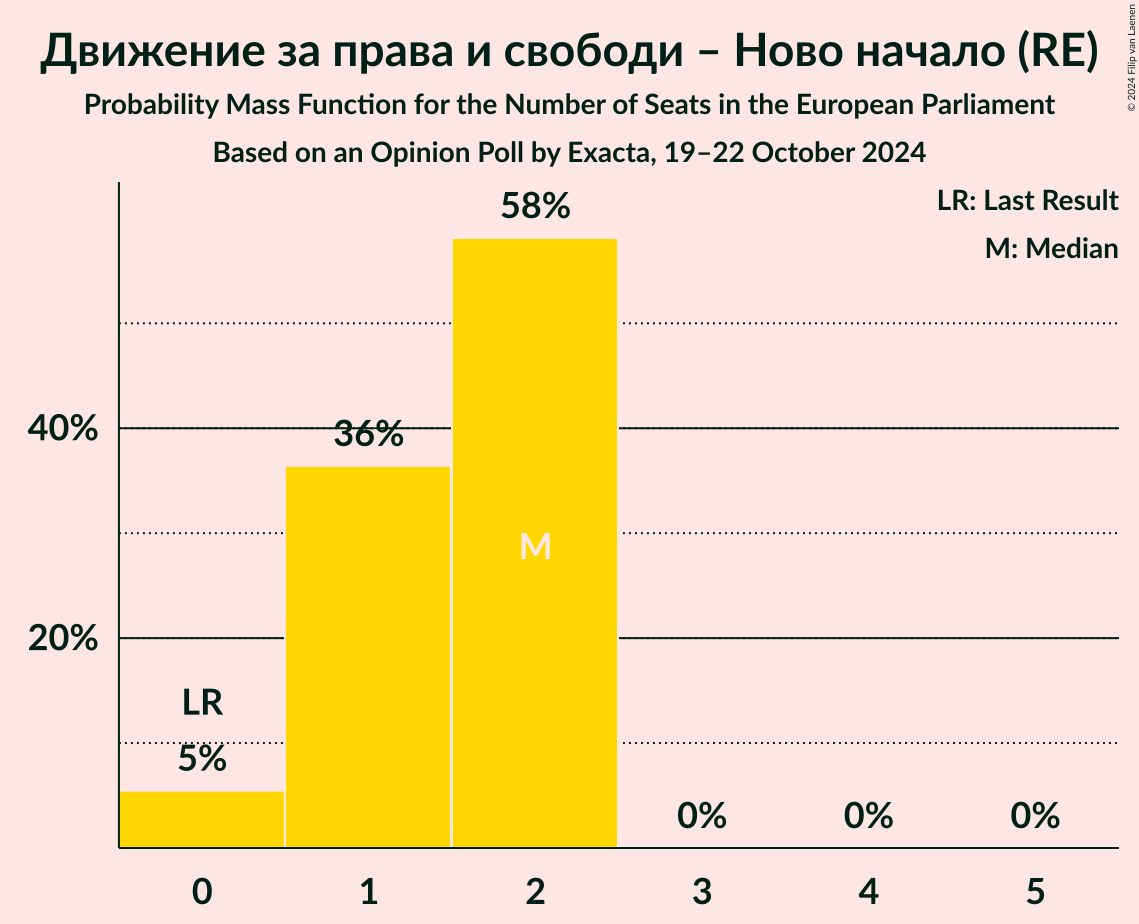 Движение за права и свободи – Ново начало (RE)
Probability Mass Function for the Number of Seats in the European Parliament
Based on an Opinion Poll by Exacta, 19–22 October 2024
© 2024 Filip van Laenen
LR: Last Result
M: Median
58%
40%
36%
M
20%
LR
5%
0%
0%
0%
0
1
2
3
4
5